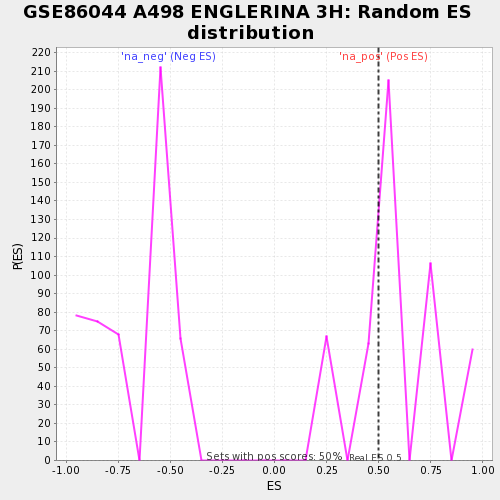 GSE86044 A498 ENGLERINA 3H: Random ES
distribution
'na_neg' (Neg ES)
'na_pos' (Pos ES)
220
210
200
190
180
170
160
150
140
130
120
110
100
90
80
70
60
50
40
30
20
10
0
P(ES)
Sets with pos scores: 50%
Real ES 0.5
-1.00 -0.75 -0.50 -0.25 0.00 0.25 0.50 0.75 1.00
ES